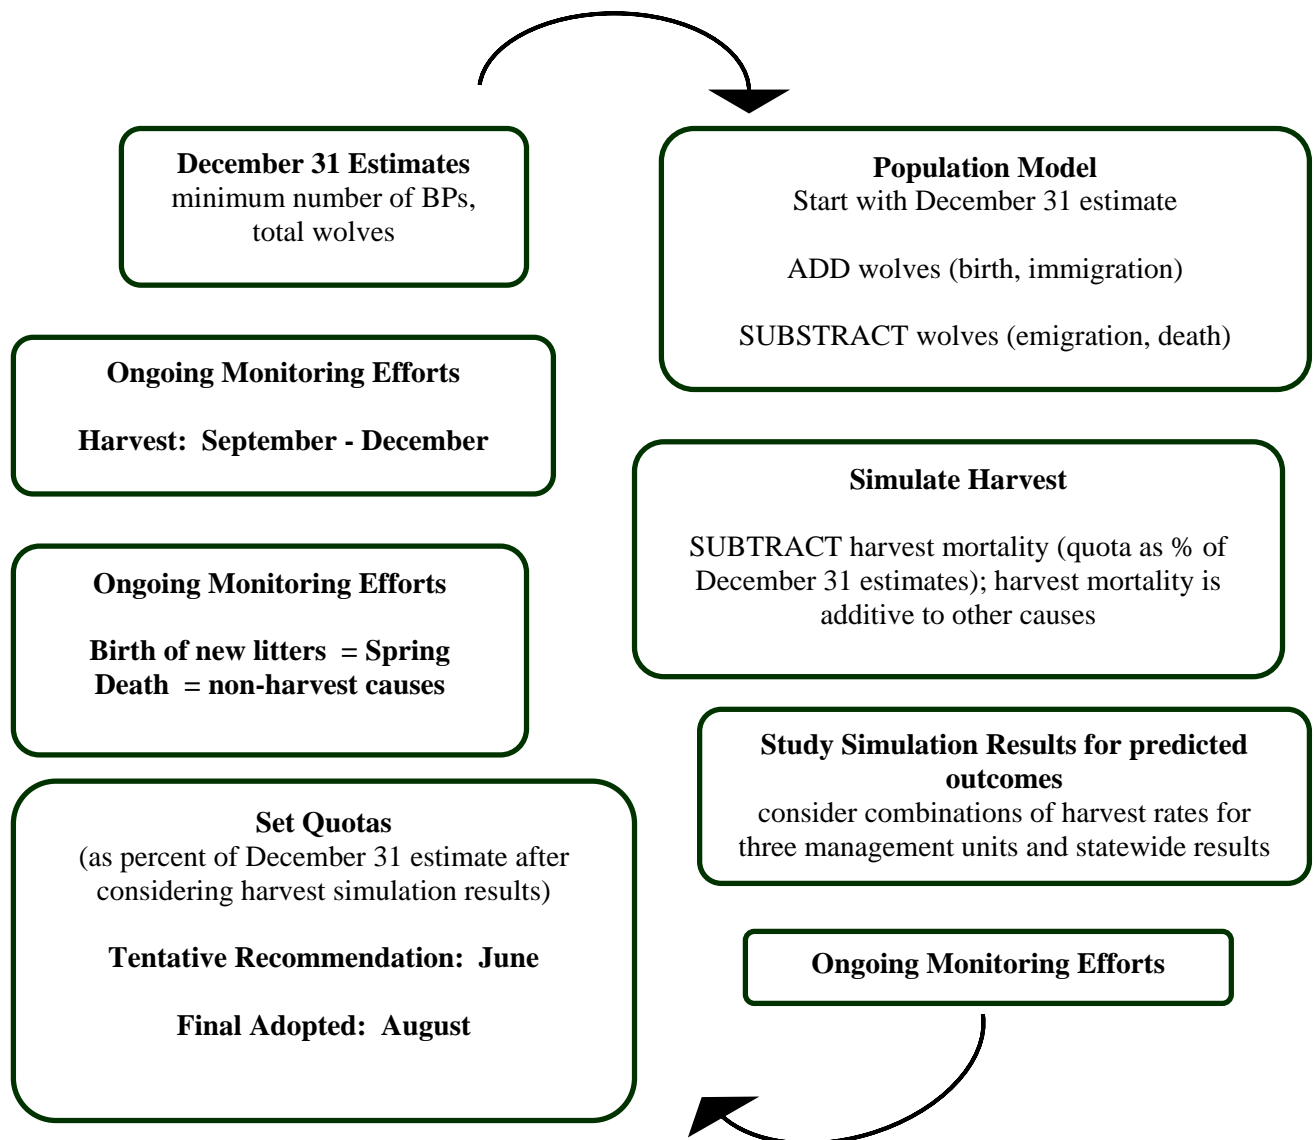 December 31 Estimates
minimum number of BPs,
total wolves
Population Model
Start with December 31 estimate
ADD wolves (birth, immigration)
SUBSTRACT wolves (emigration, death)
Ongoing Monitoring Efforts
Harvest:  September - December
Simulate Harvest
SUBTRACT harvest mortality (quota as % of
December 31 estimates); harvest mortality is
additive to other causes
Ongoing Monitoring Efforts
Birth of new litters  = Spring
Death  = non-harvest causes
Study Simulation Results for predicted
outcomes
consider combinations of harvest rates for
three management units and statewide results
Set Quotas
(as percent of December 31 estimate after
considering harvest simulation results)
Tentative Recommendation:  June
Final Adopted:  August
Ongoing Monitoring Efforts